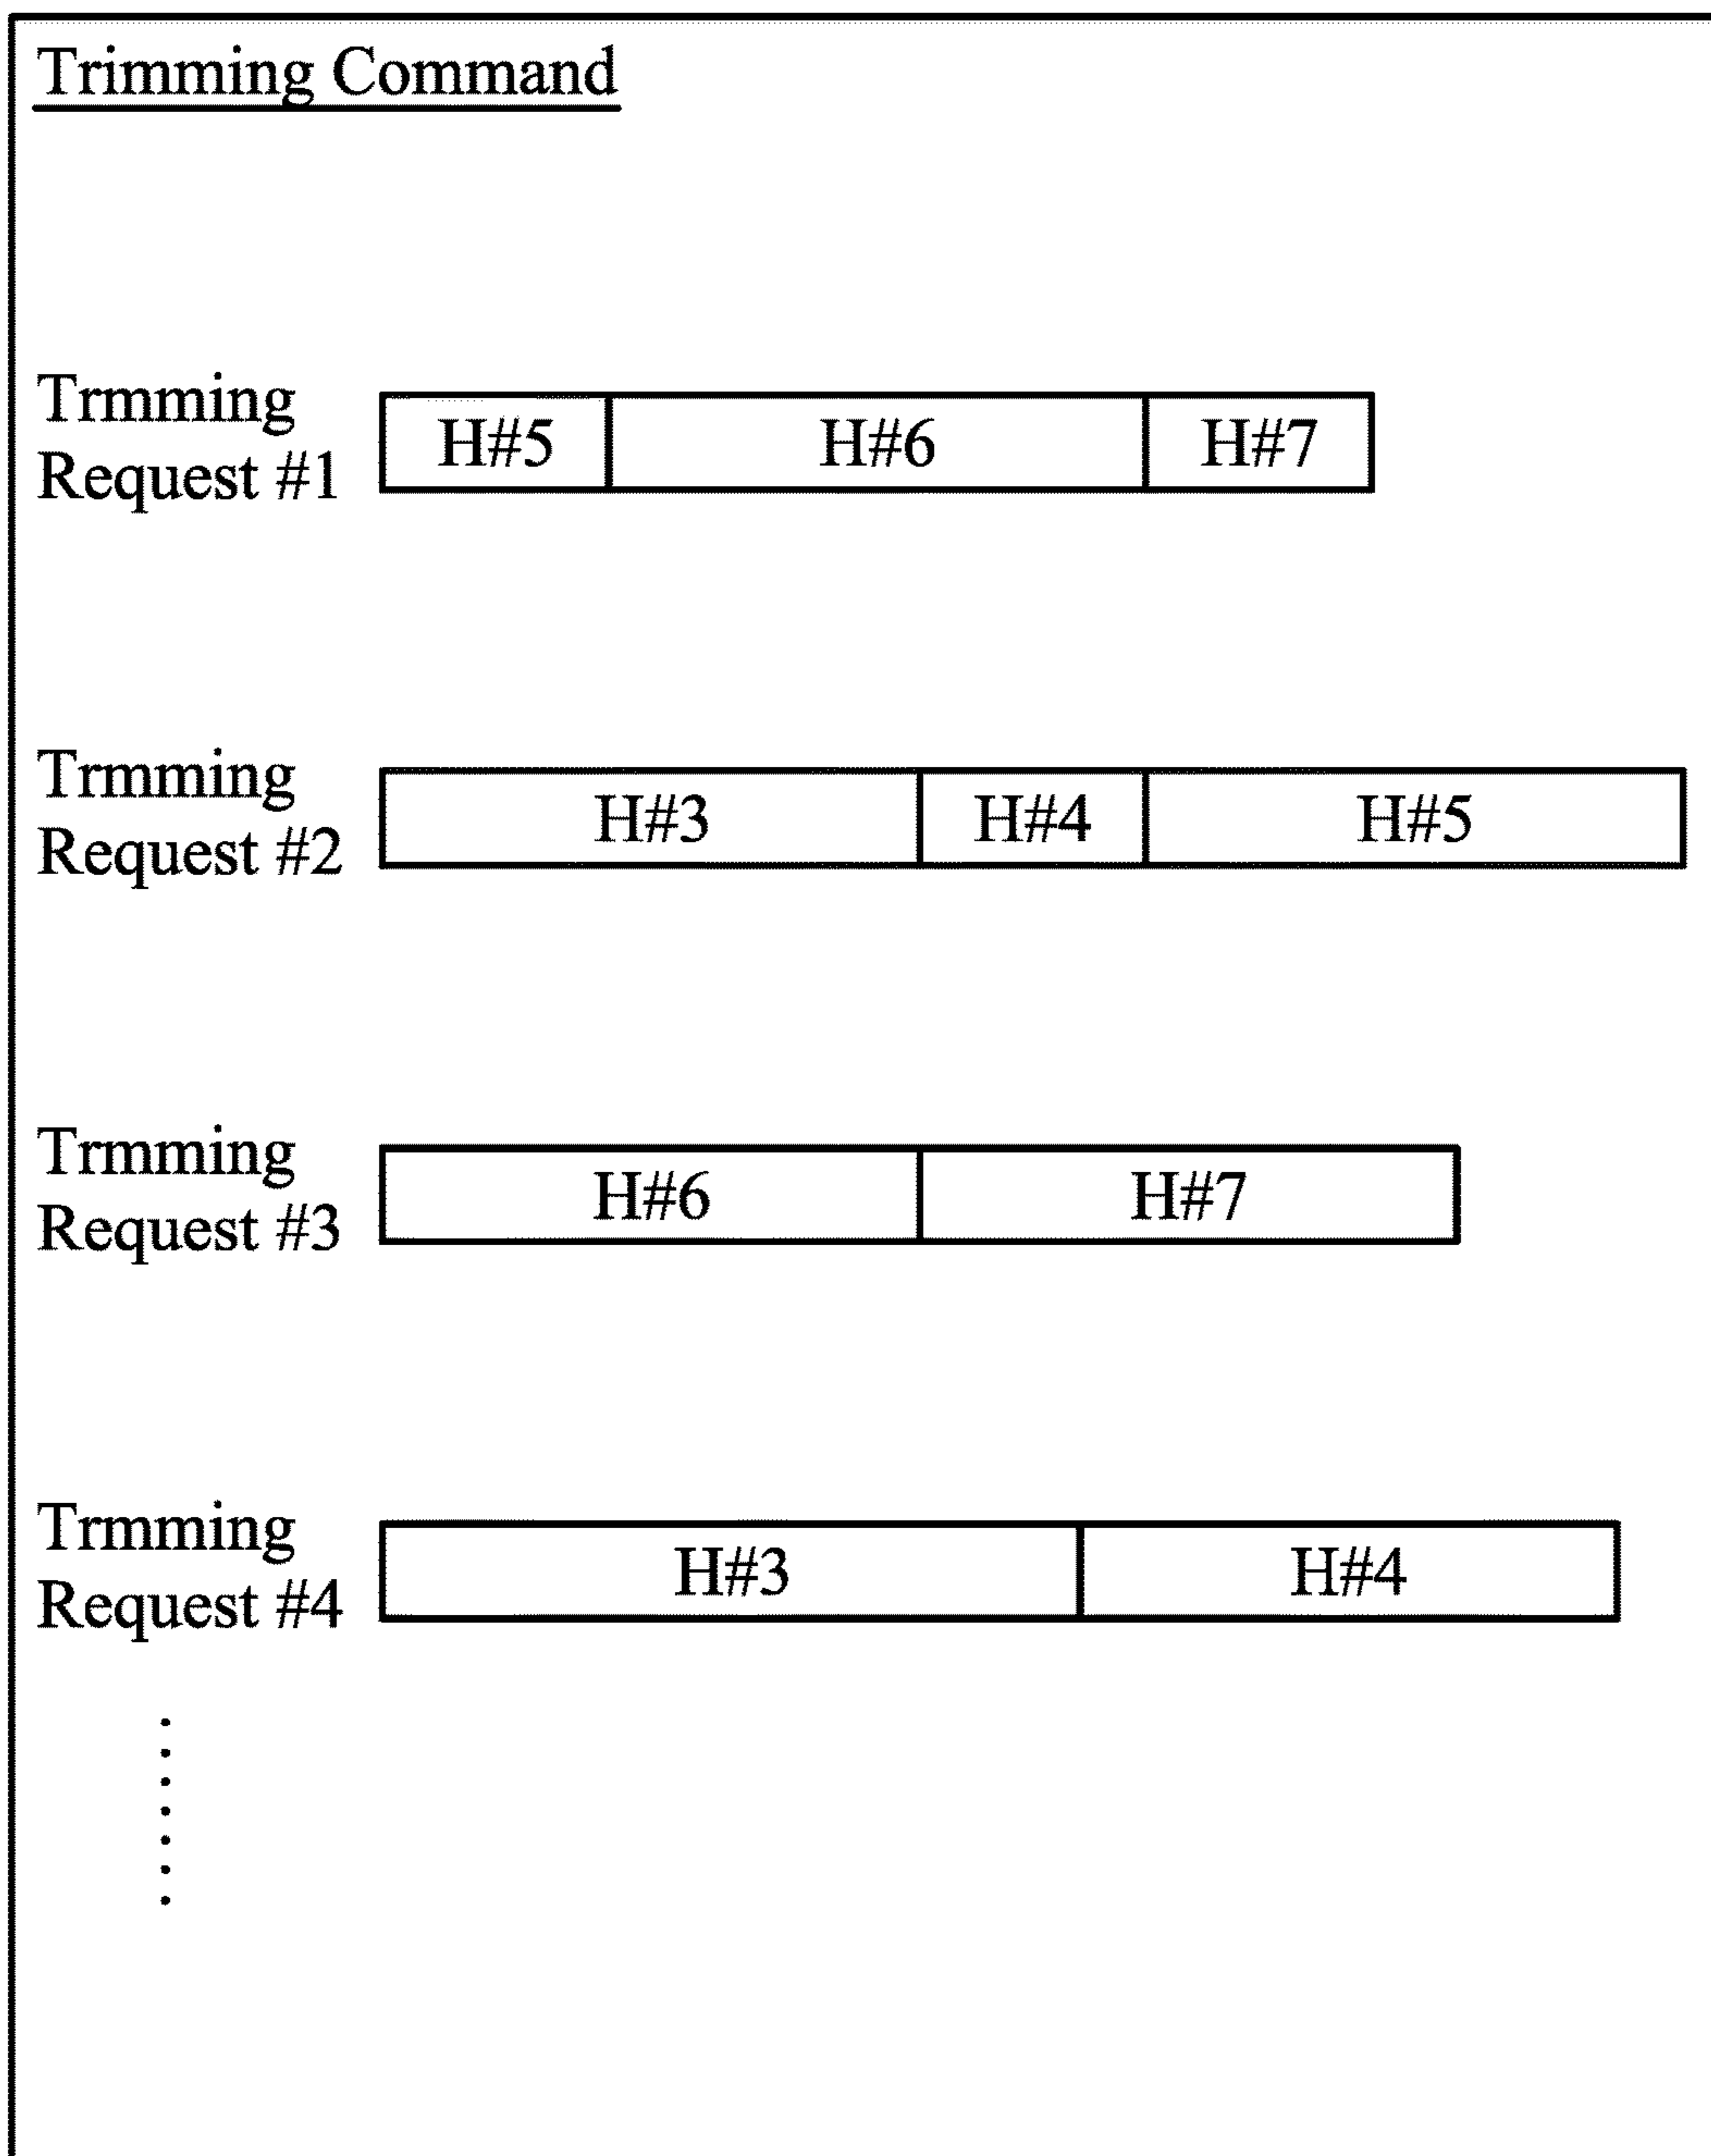 Trimming Command
Trmming
Request #1
H#5 H#6 H#7
Trmming
Request #2
H#3 H#4 H#5
Trmming
Request #3
H#6 H#7
Trmming
Request #4
H#3 H#4